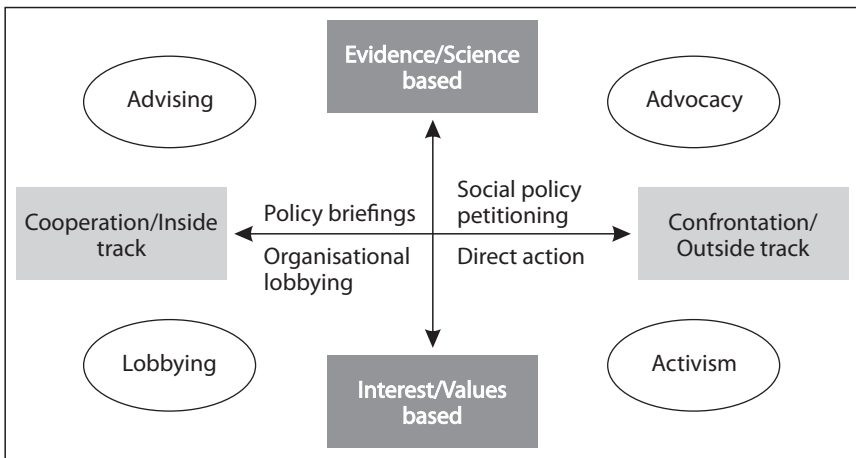 Evidence/Science
based
Advising
Advocacy
Cooperation/Inside
track
Policy briefings
Social policy
petitioning
Confrontation/
Outside track
Organisational
lobbying
Direct action
Lobbying
Activism
Interest/Values
based